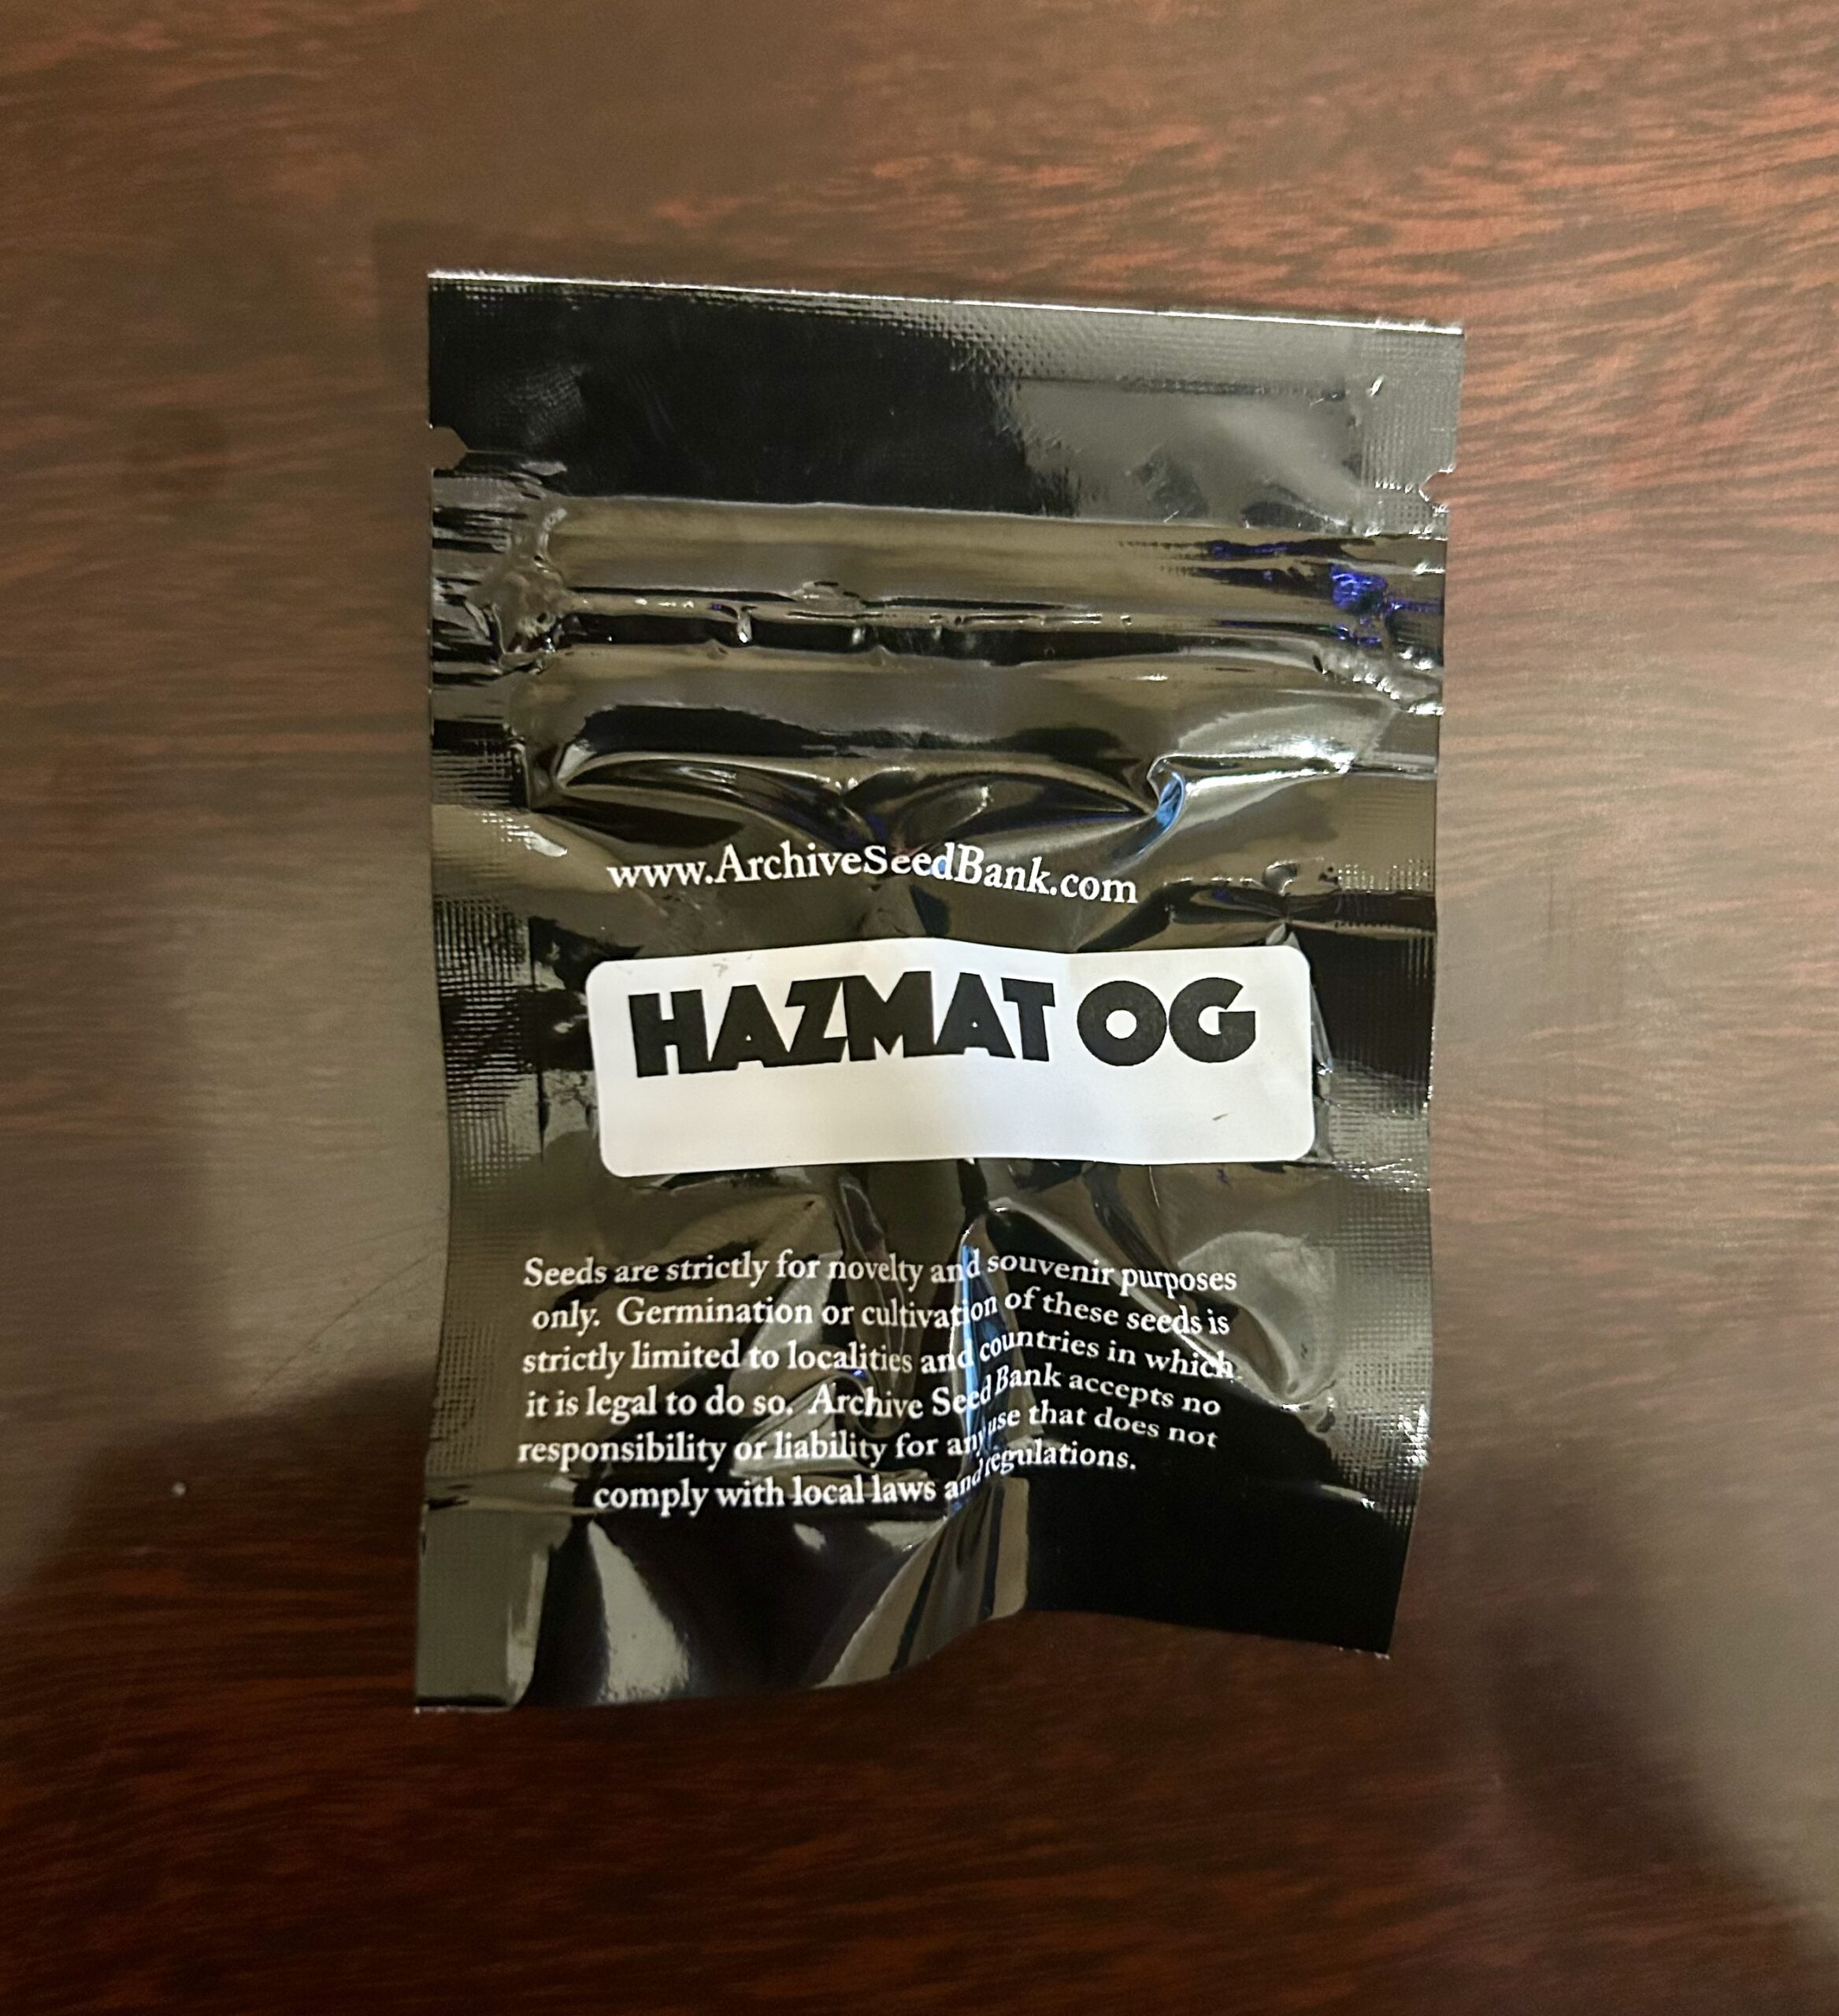 www.ArchiveSeedBank.com
HAZMAT OG
Seeds are strictly for novelty and souvenir purposes
only. Germination or cultivation of these seeds is
strictly limited to localities and countries in which
it is legal to do so. Archive Seed Bank accepts no
responsibility or liability for any use that does not
comply with local laws and regulations.